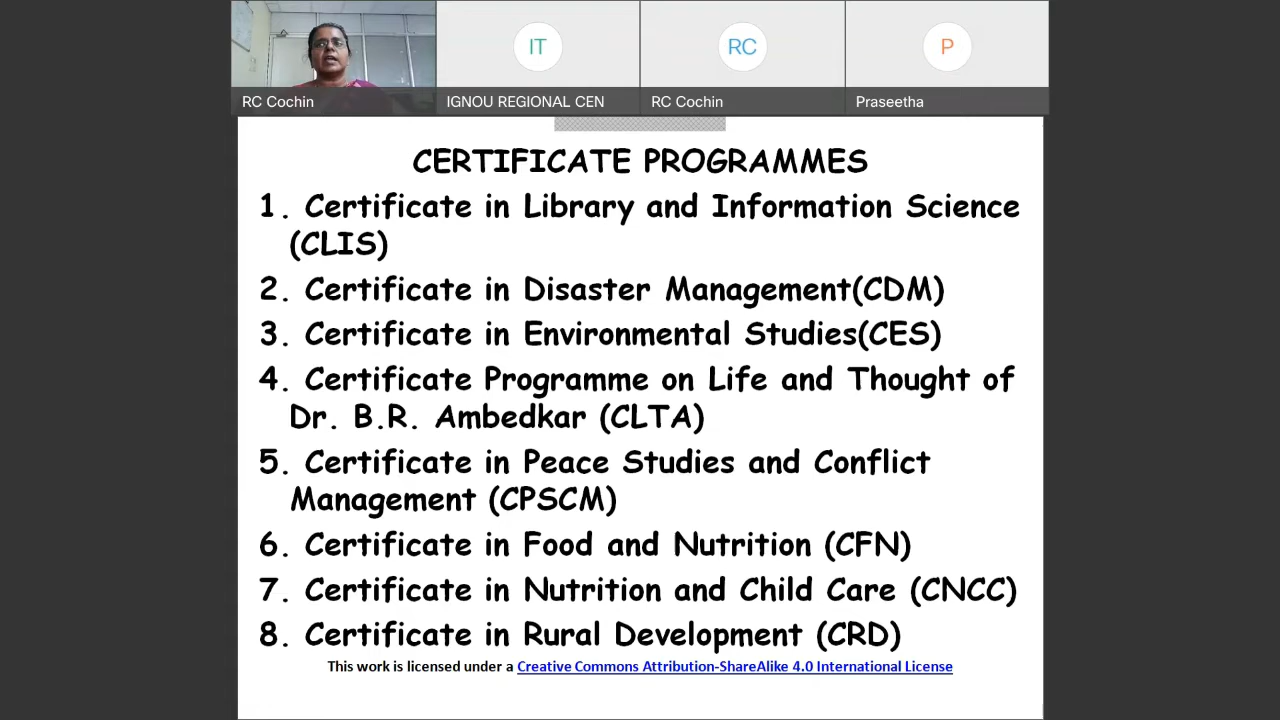 IT
RC
P
RC Cochin
IGNOU REGIONAL CEN
RC Cochin
Praseetha
CERTIFICATE PROGRAMMES
1. Certificate in Library and Information Science
(CLIS)
2. Certificate in Disaster Management(CDM)
3. Certificate in Environmental Studies(CES)
4. Certificate Programme on Life and Thought of
Dr. B.R. Ambedkar (CLTA)
5. Certificate in Peace Studies and Conflict
Management (CPSCM)
6. Certificate in Food and Nutrition (CFN)
7. Certificate in Nutrition and Child Care (CNCC)
8. Certificate in Rural Development (CRD)
This work is licensed under a Creative Commons Attribution-ShareAlike 4.0 International License